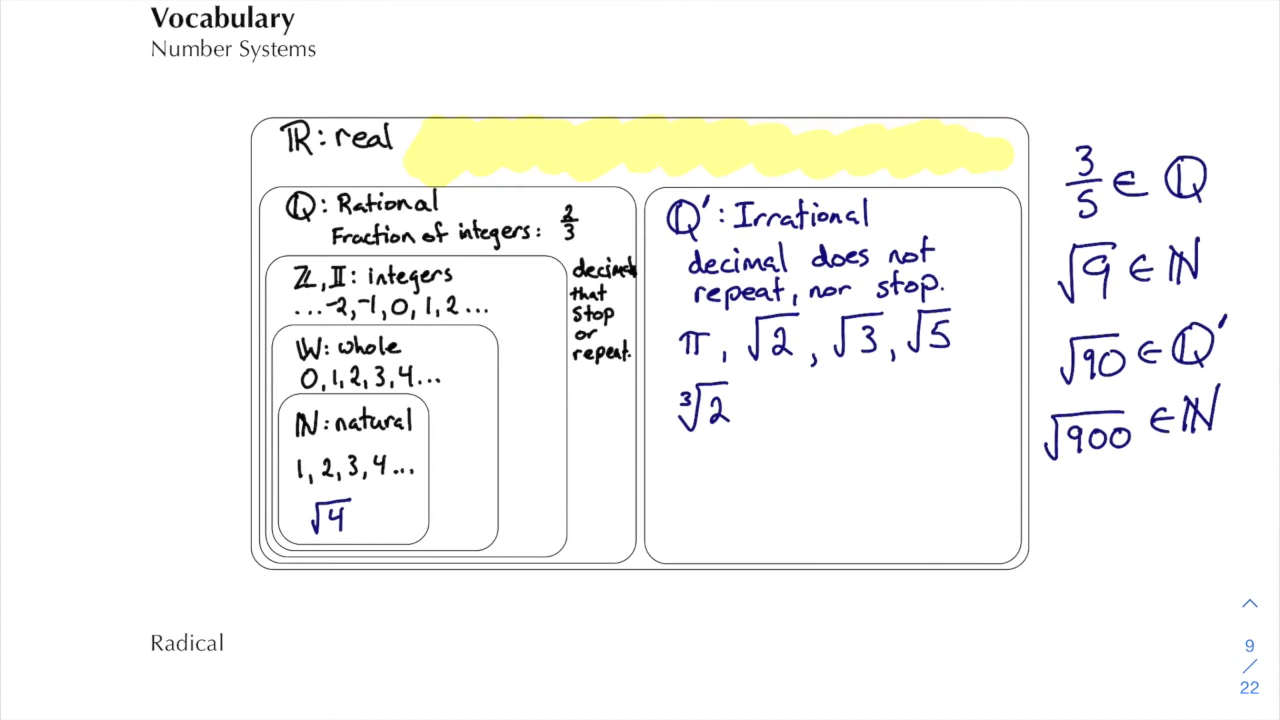 Vocabulary
Number Systems
ℝ: real
ℚ: Rational
Fraction of integers: 2/3
decimals that stop or repeat.
ℤ, 𝕀: integers
...-2, -1, 0, 1, 2...
𝕎: whole
0, 1, 2, 3, 4...
ℕ: natural
1, 2, 3, 4...
√4
ℚ': Irrational
decimal does not
repeat, nor stop.
π, √2, √3, √5
∛2
3/5 ∈ ℚ
√9 ∈ ℕ
√90 ∈ ℚ'
√900 ∈ ℕ
Radical
9
/
22